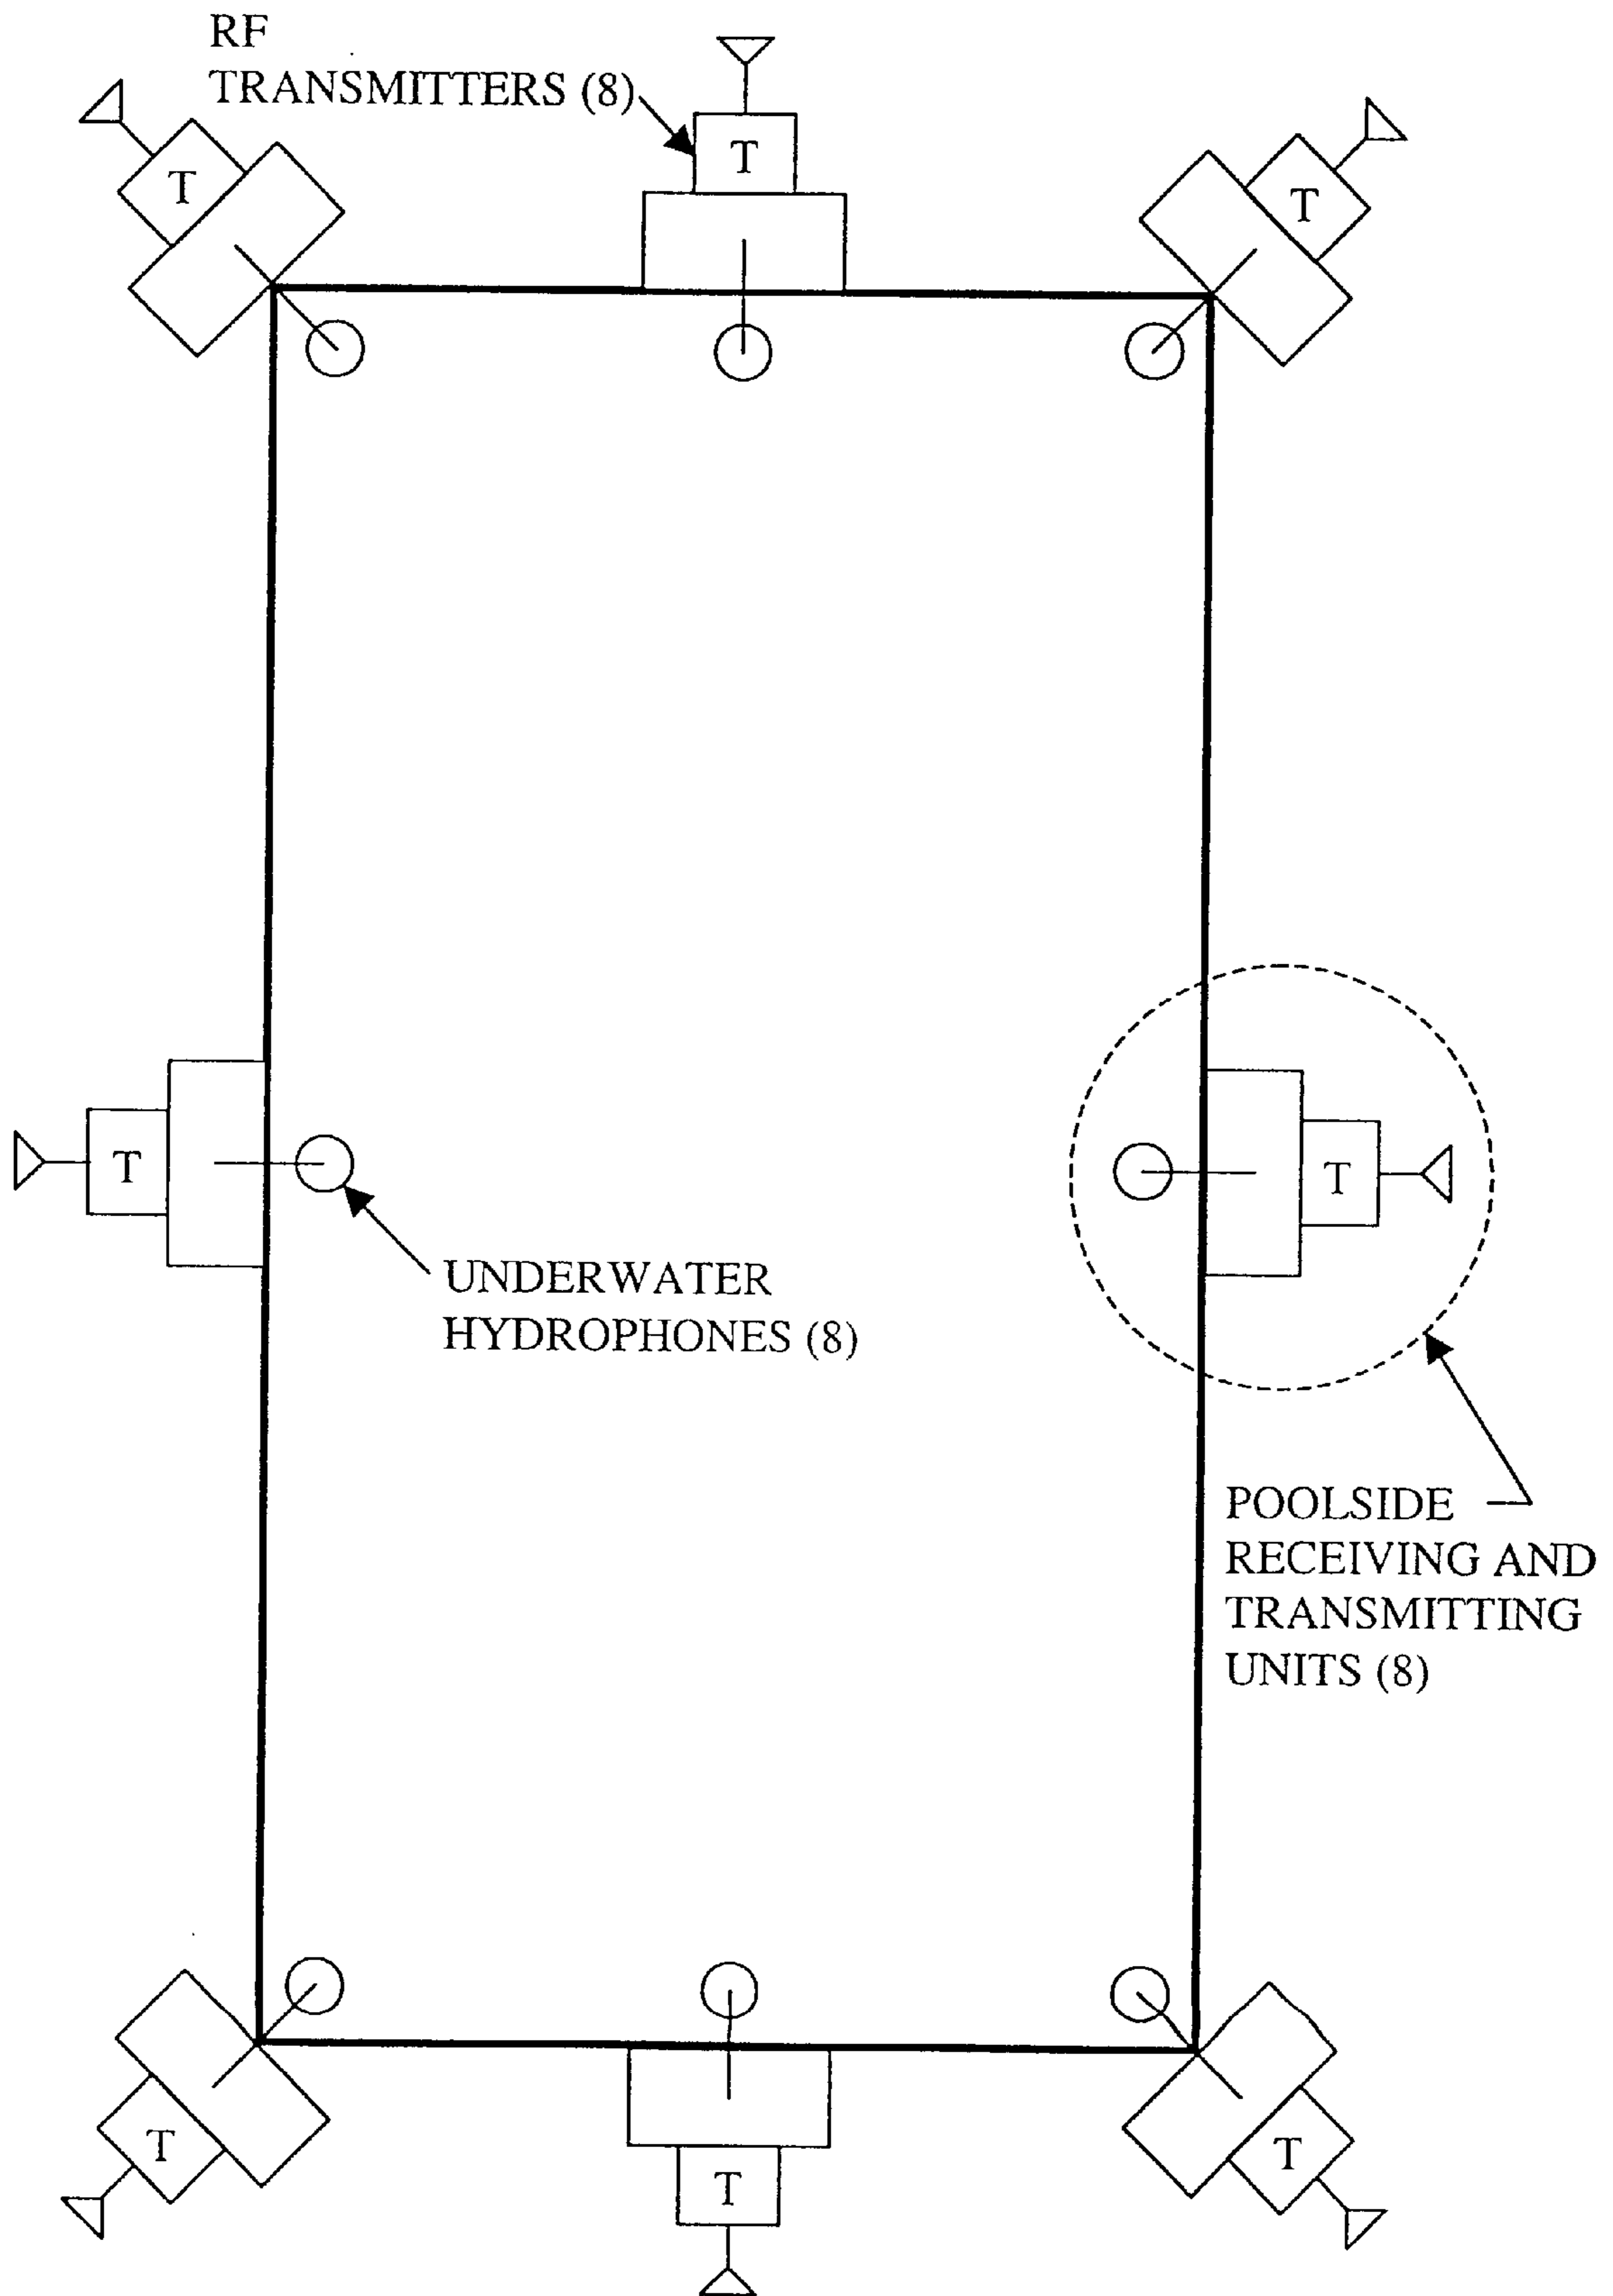 RF
TRANSMITTERS (8)
T
T
T
T
T
UNDERWATER
HYDROPHONES (8)
POOLSIDE
RECEIVING AND
TRANSMITTING
UNITS (8)
T
T
T